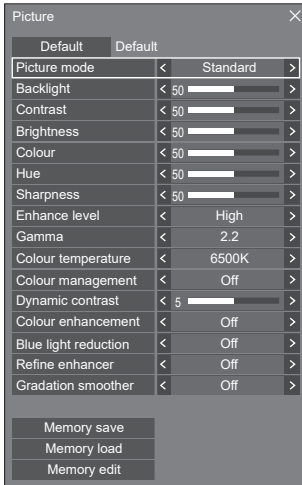 Picture ×
Default Default
Picture mode < Standard >
Backlight < 50 >
Contrast < 50 >
Brightness < 50 >
Colour < 50 >
Hue < 50 >
Sharpness < 50 >
Enhance level < High >
Gamma < 2.2 >
Colour temperature < 6500K >
Colour management < Off >
Dynamic contrast < 5 >
Colour enhancement < Off >
Blue light reduction < Off >
Refine enhancer < Off >
Gradation smoother < Off >
Memory save
Memory load
Memory edit